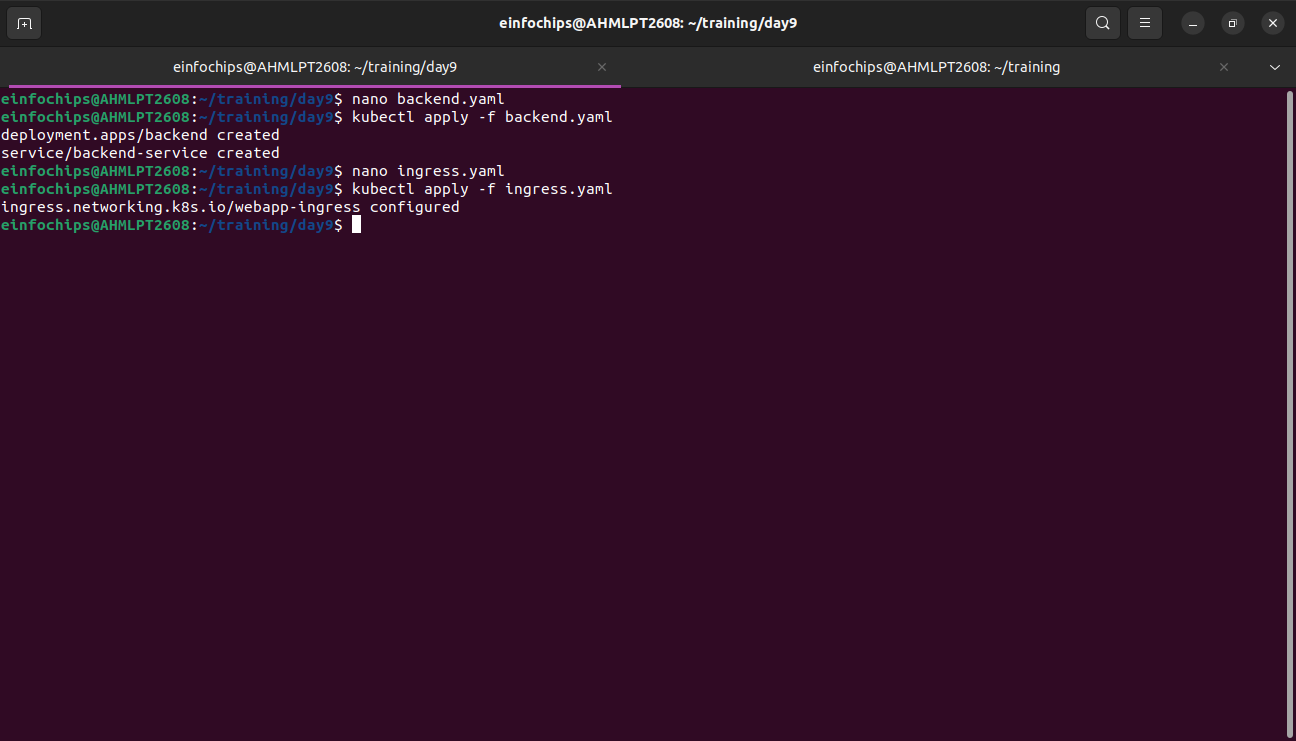 einfochips@AHMLPT2608: ~/training/day9
einfochips@AHMLPT2608: ~/training/day9
einfochips@AHMLPT2608: ~/training
einfochips@AHMLPT2608:~/training/day9$ nano backend.yaml
einfochips@AHMLPT2608:~/training/day9$ kubectl apply -f backend.yaml
deployment.apps/backend created
service/backend-service created
einfochips@AHMLPT2608:~/training/day9$ nano ingress.yaml
einfochips@AHMLPT2608:~/training/day9$ kubectl apply -f ingress.yaml
ingress.networking.k8s.io/webapp-ingress configured
einfochips@AHMLPT2608:~/training/day9$